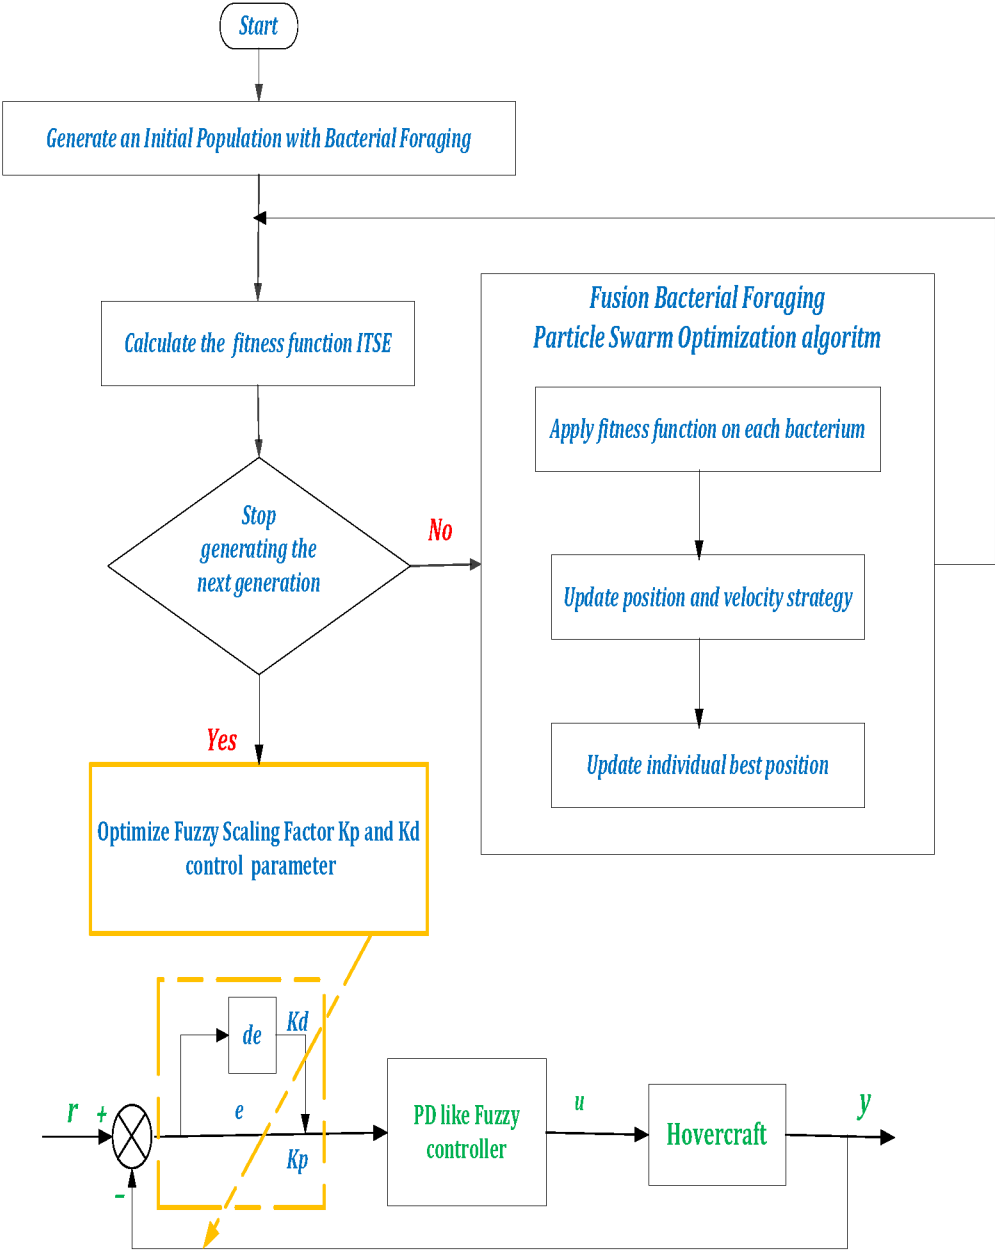 Start
Generate an Initial Population with Bacterial Foraging
Calculate the fitness function ITSE
Stop
generating the
next generation
No
Yes
Fusion Bacterial Foraging
Particle Swarm Optimization algoritm
Apply fitness function on each bacterium
Update position and velocity strategy
Update individual best position
Optimize Fuzzy Scaling Factor Kp and Kd
control parameter
de
Kd
r
+
e
Kp
–
PD like Fuzzy
controller
u
Hovercraft
y